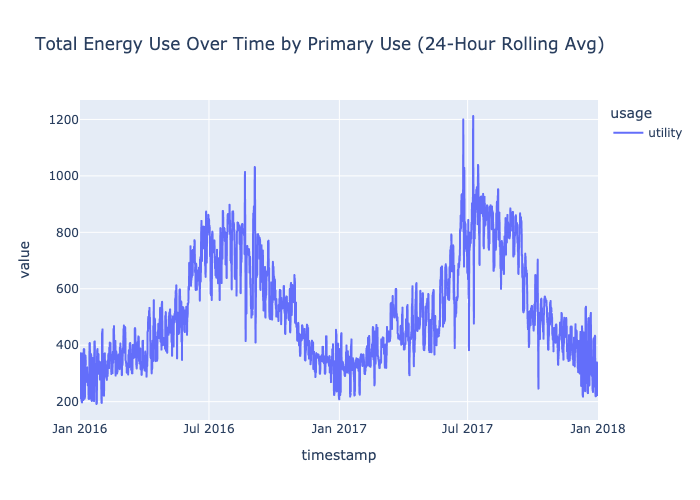 Total Energy Use Over Time by Primary Use (24-Hour Rolling Avg)
usage
utility
value
1200
1000
800
600
400
200
Jan 2016
Jul 2016
Jan 2017
Jul 2017
Jan 2018
timestamp